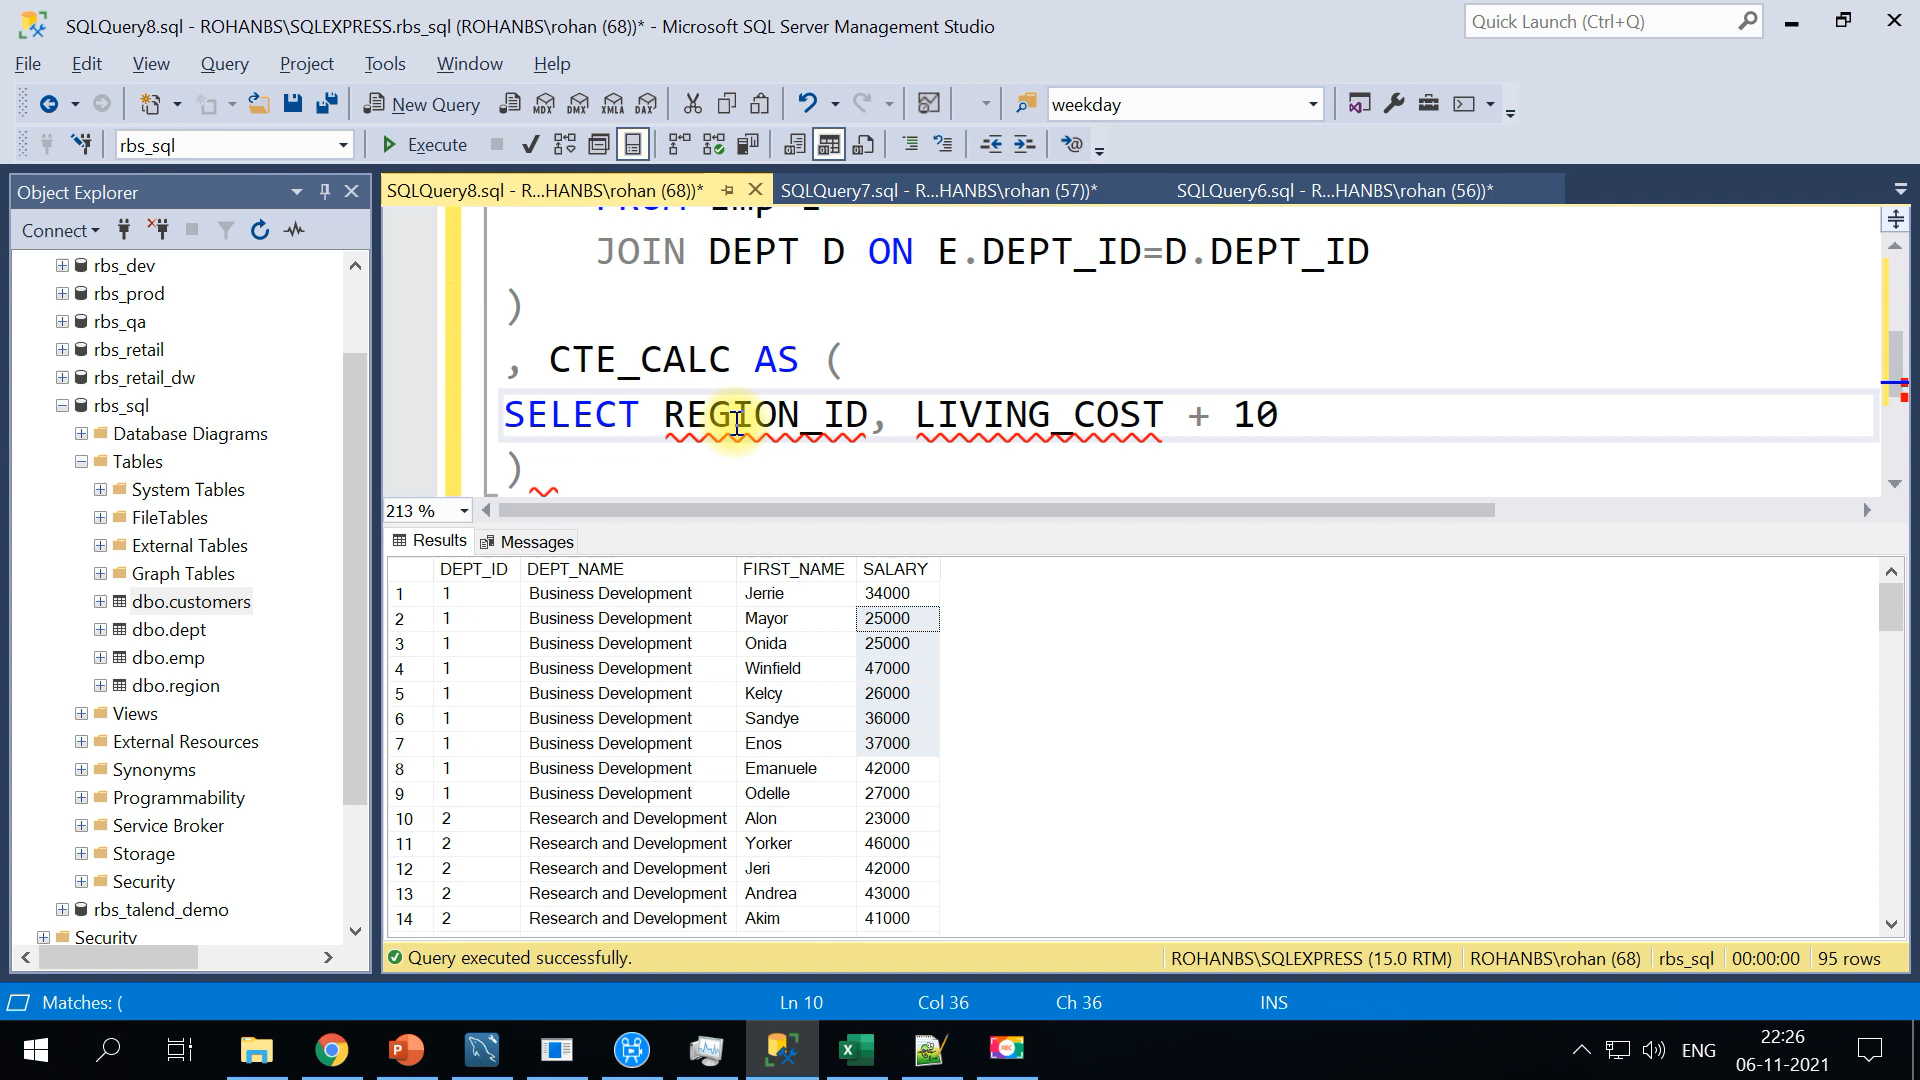 SQLQuery8.sql - ROHANBS\SQLEXPRESS.rbs_sql (ROHANBS\rohan (68))* - Microsoft SQL Server Management Studio
Quick Launch (Ctrl+Q)
File Edit View Query Project Tools Window Help
New Query MDX DMX XMLA DAX weekday
rbs_sql Execute
Object Explorer
SQLQuery8.sql - R...HANBS\rohan (68))* SQLQuery7.sql - R...HANBS\rohan (57))* SQLQuery6.sql - R...HANBS\rohan (56))*
Connect
rbs_dev
rbs_prod
rbs_qa
rbs_retail
rbs_retail_dw
rbs_sql
Database Diagrams
Tables
System Tables
FileTables
External Tables
Graph Tables
dbo.customers
dbo.dept
dbo.emp
dbo.region
Views
External Resources
Synonyms
Programmability
Service Broker
Storage
Security
rbs_talend_demo
Security
FROM emp E
JOIN DEPT D ON E.DEPT_ID=D.DEPT_ID
)
, CTE_CALC AS (
SELECT REGION_ID, LIVING_COST + 10
)
213 %
Results Messages
DEPT_ID DEPT_NAME FIRST_NAME SALARY
1 1 Business Development Jerrie 34000
2 1 Business Development Mayor 25000
3 1 Business Development Onida 25000
4 1 Business Development Winfield 47000
5 1 Business Development Kelcy 26000
6 1 Business Development Sandye 36000
7 1 Business Development Enos 37000
8 1 Business Development Emanuele 42000
9 1 Business Development Odelle 27000
10 2 Research and Development Alon 23000
11 2 Research and Development Yorker 46000
12 2 Research and Development Jeri 42000
13 2 Research and Development Andrea 43000
14 2 Research and Development Akim 41000
Query executed successfully. ROHANBS\SQLEXPRESS (15.0 RTM) ROHANBS\rohan (68) rbs_sql 00:00:00 95 rows
Matches: ( Ln 10 Col 36 Ch 36 INS
ENG
22:26
06-11-2021